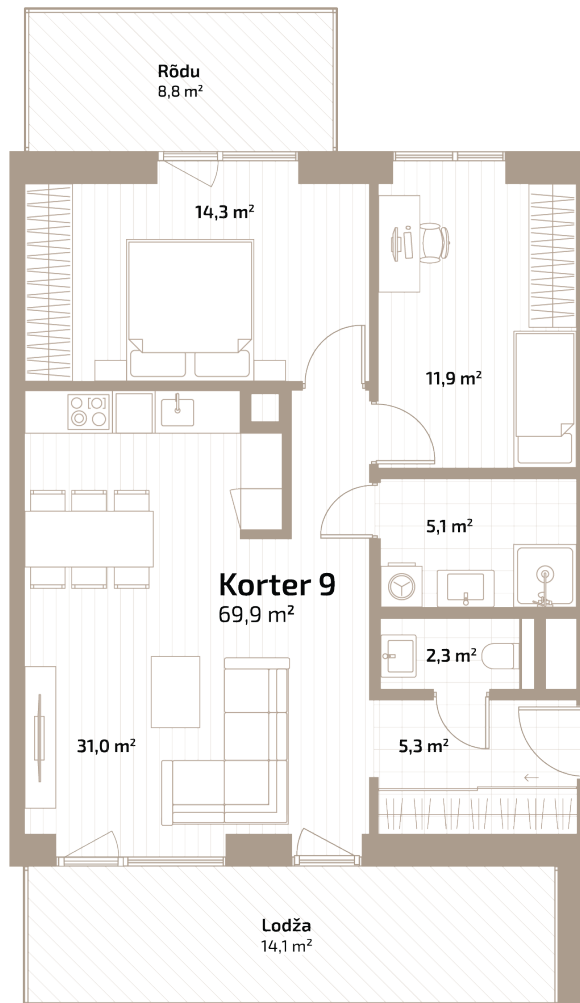 Rõdu
8,8 m²
14,3 m²
11,9 m²
5,1 m²
Korter 9
69,9 m²
2,3 m²
31,0 m²
5,3 m²
Lodža
14,1 m²